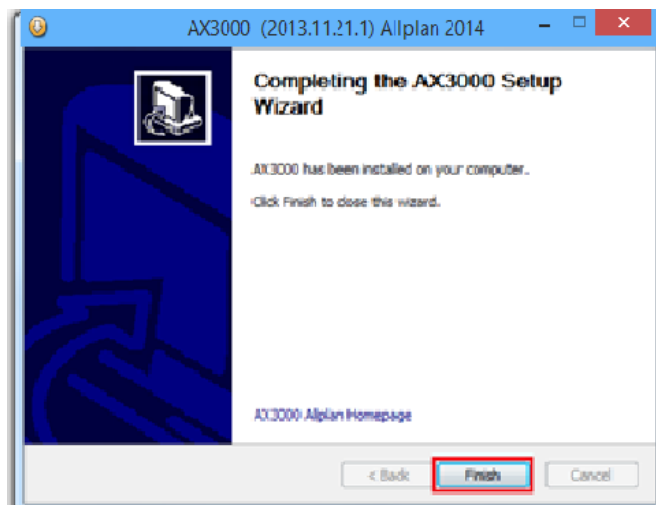 AX3000 (2013.11.21.1) Allplan 2014
Completing the AX3000 Setup
Wizard
AX3000 has been installed on your computer.
Click Finish to close this wizard.
AX3000 Allplan Homepage
< Back Finish Cancel